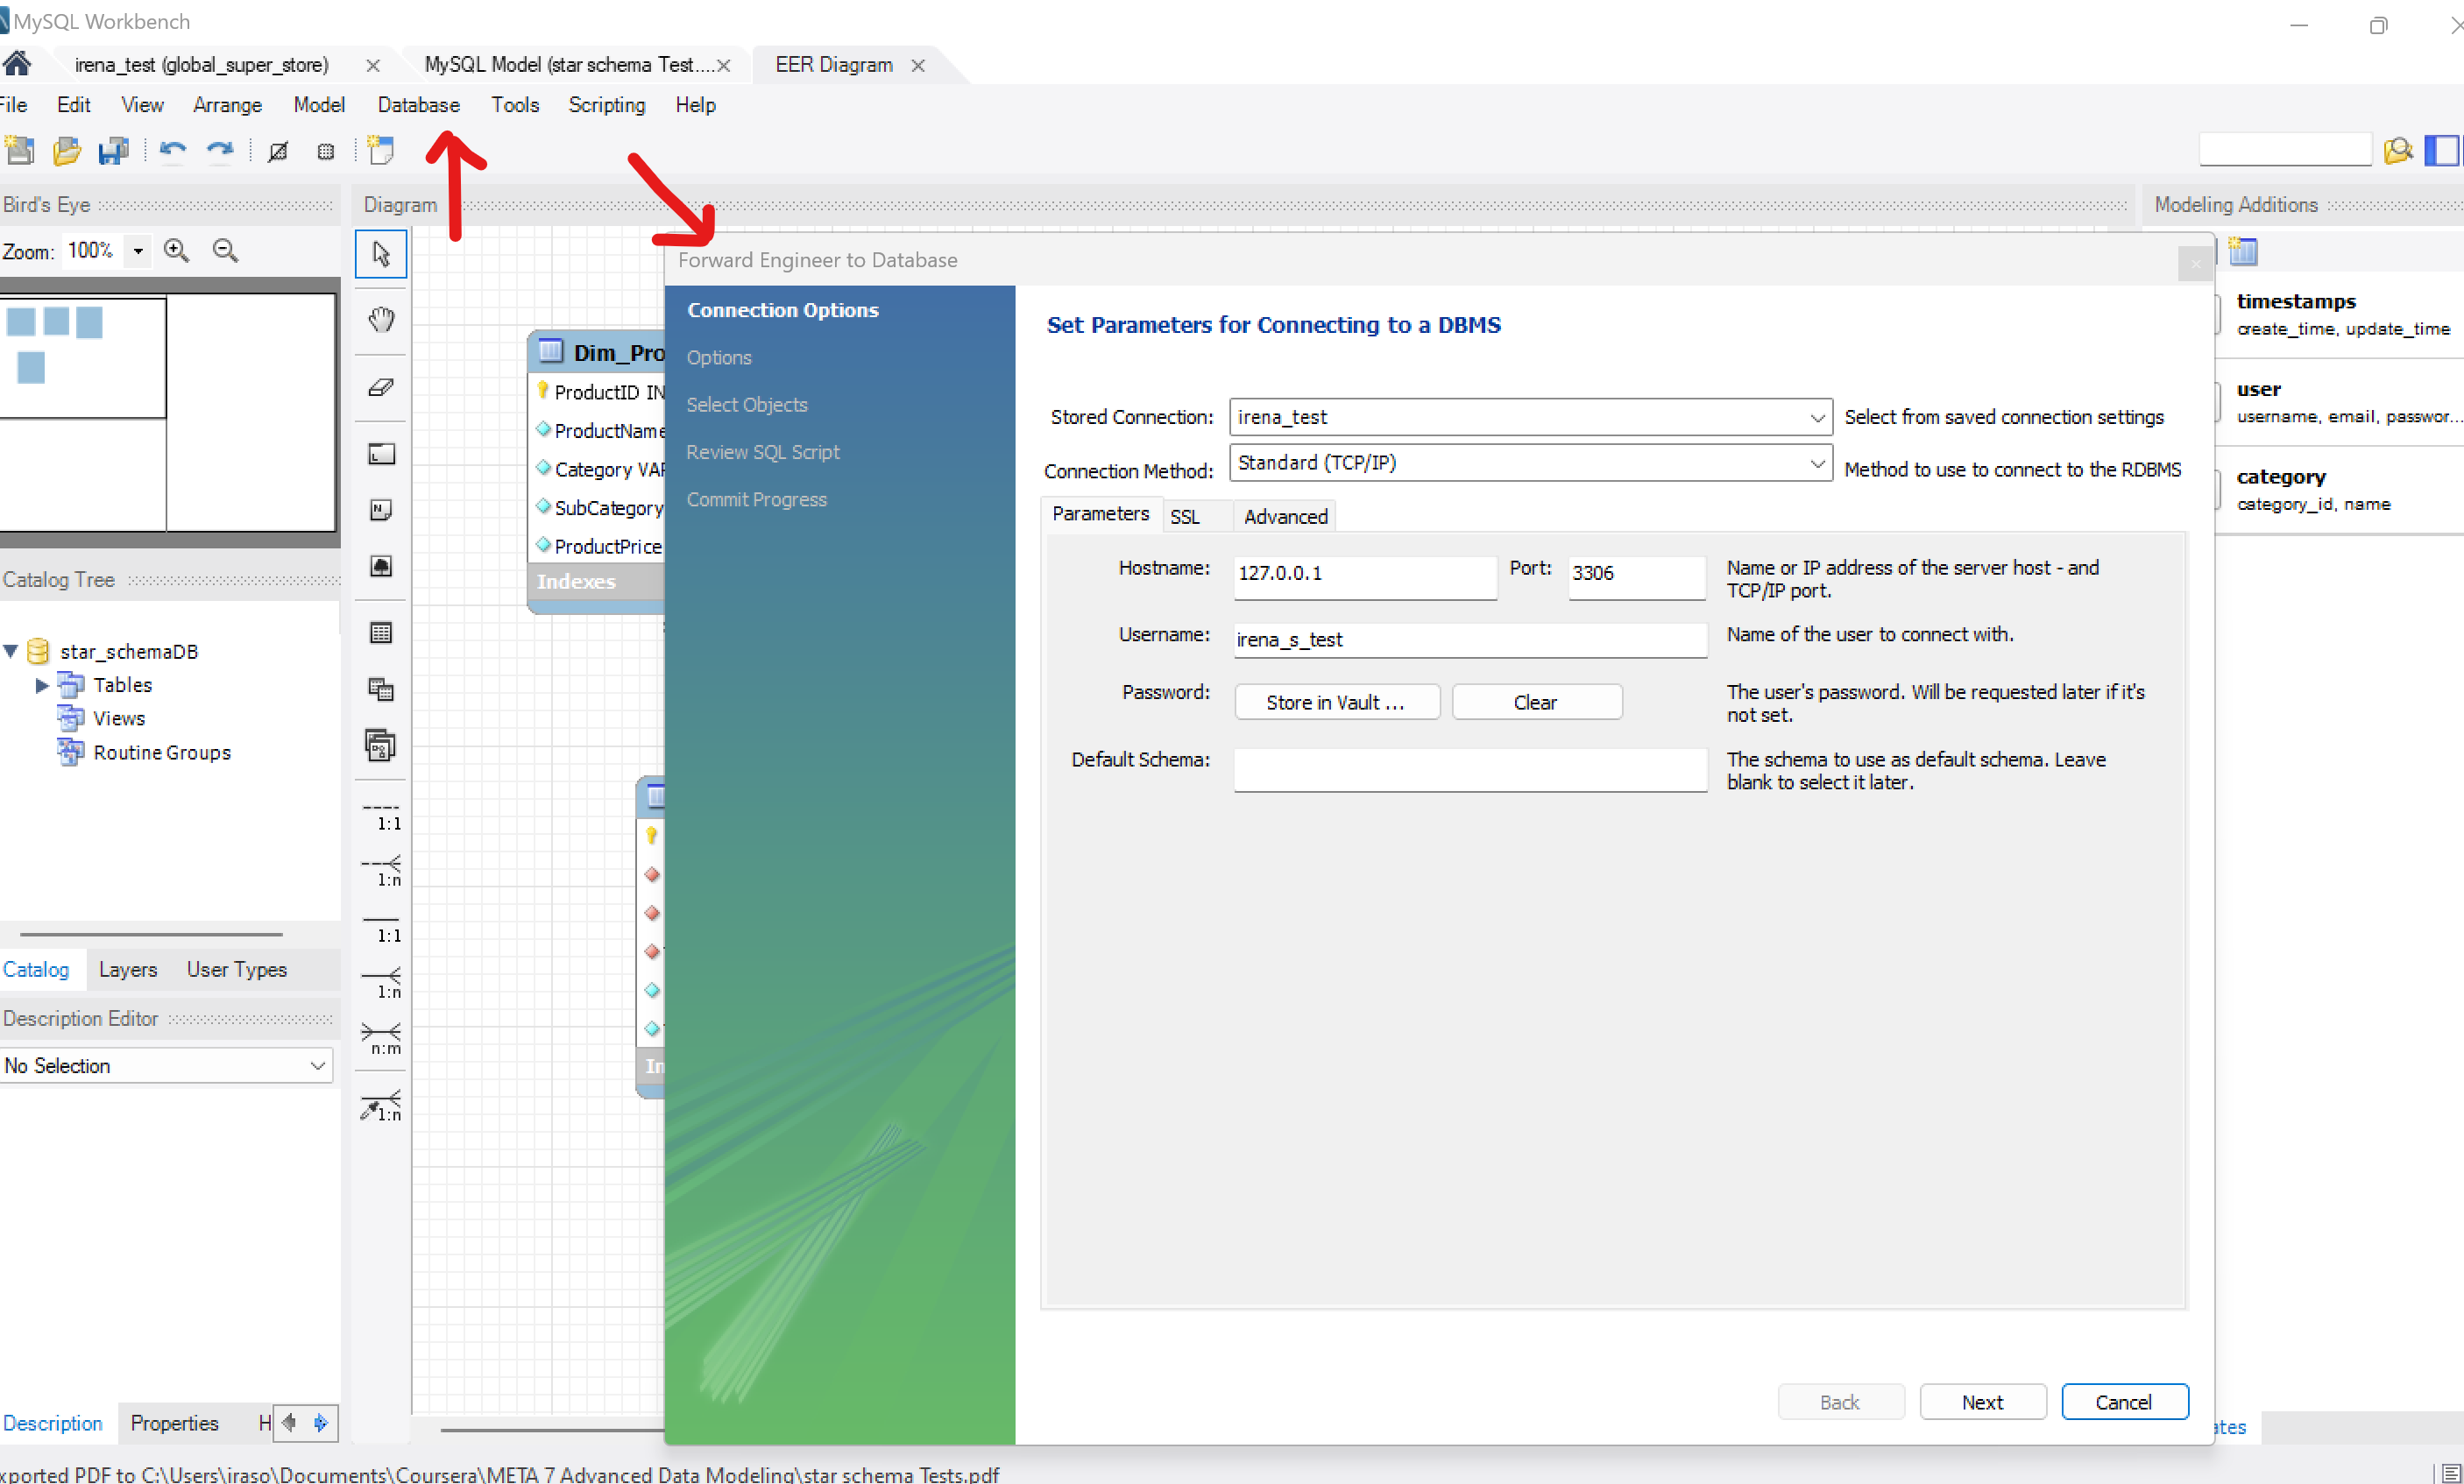 MySQL Workbench
irena_test (global_super_store)
MySQL Model (star schema Test....
EER Diagram
File Edit View Arrange Model Database Tools Scripting Help
Bird's Eye
Diagram
Modeling Additions
Zoom: 100%
Forward Engineer to Database
Connection Options
Options
Select Objects
Review SQL Script
Commit Progress
Set Parameters for Connecting to a DBMS
Stored Connection: irena_test Select from saved connection settings
Connection Method: Standard (TCP/IP) Method to use to connect to the RDBMS
Parameters SSL Advanced
Hostname: 127.0.0.1 Port: 3306 Name or IP address of the server host - and
TCP/IP port.
Username: irena_s_test Name of the user to connect with.
Password: Store in Vault ... Clear The user's password. Will be requested later if it's
not set.
Default Schema: The schema to use as default schema. Leave
blank to select it later.
Back Next Cancel
Dim_Pro
ProductID IN
ProductName
Category VAR
SubCategory
ProductPrice
Indexes
In
timestamps
create_time, update_time
user
username, email, passwor...
category
category_id, name
Catalog Tree
star_schemaDB
Tables
Views
Routine Groups
1:1
1:n
1:1
1:n
n:m
1:n
Catalog Layers User Types
Description Editor
No Selection
Description Properties H
ates
xported PDF to C:\Users\iraso\Documents\Coursera\META 7 Advanced Data Modeling\star schema Tests.pdf